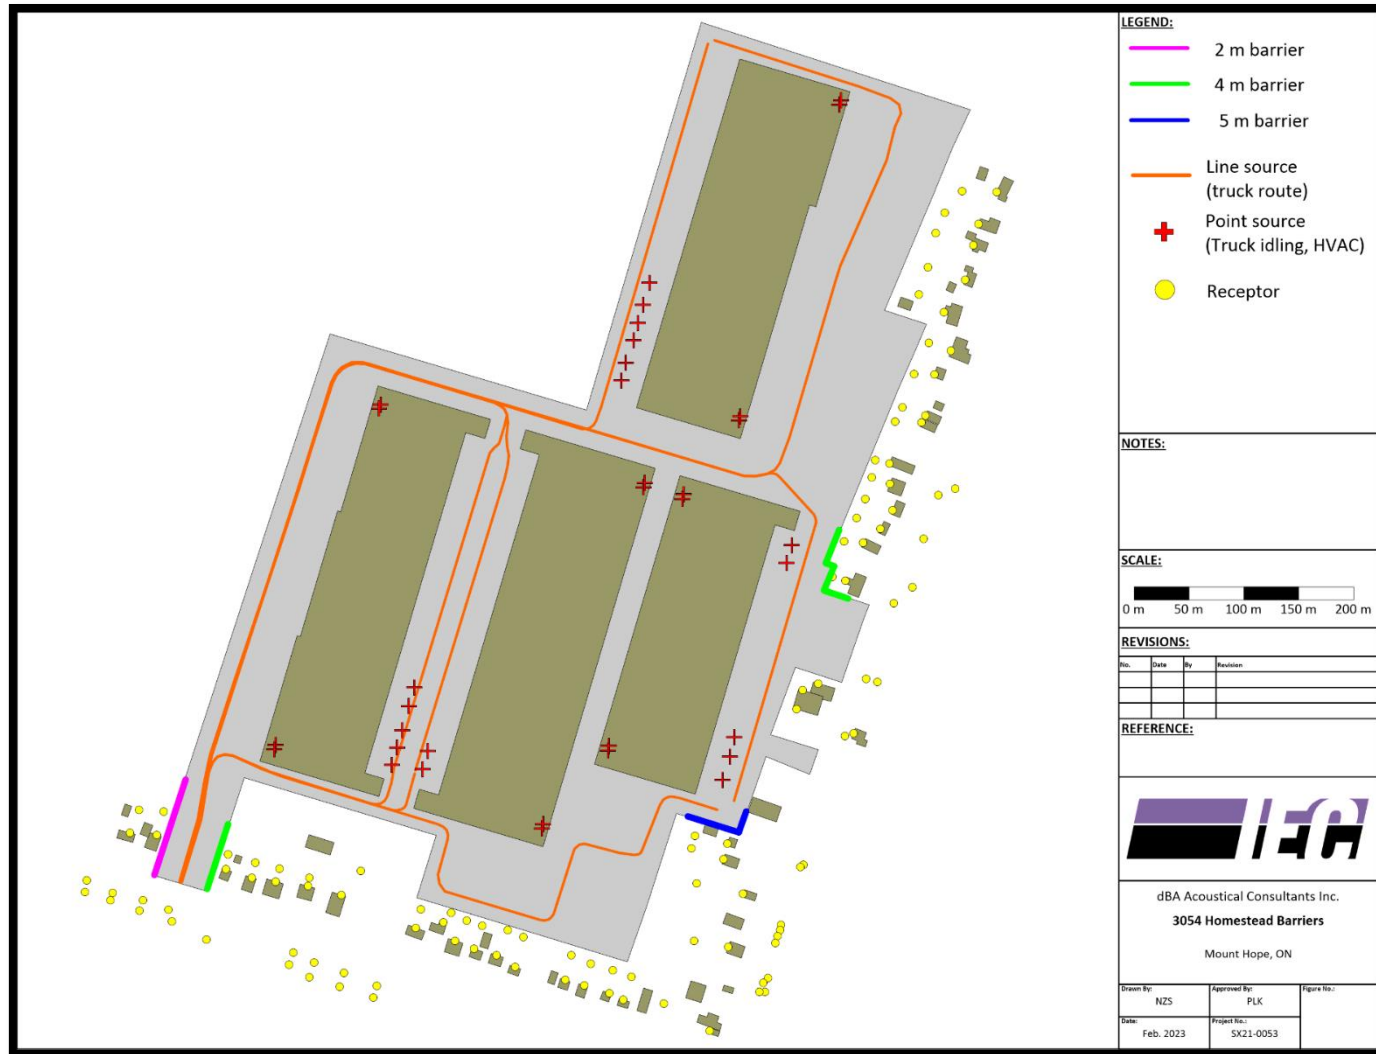 LEGEND:
2 m barrier
4 m barrier
5 m barrier
Line source
(truck route)
Point source
(Truck idling, HVAC)
Receptor
NOTES:
SCALE:
0 m 50 m 100 m 150 m 200 m
REVISIONS:
No. Date By Revision
REFERENCE:
IEC
dBA Acoustical Consultants Inc.
3054 Homestead Barriers
Mount Hope, ON
Drawn By: Approved By: Figure No.:
NZS PLK
Date: Project No.:
Feb. 2023 SX21-0053